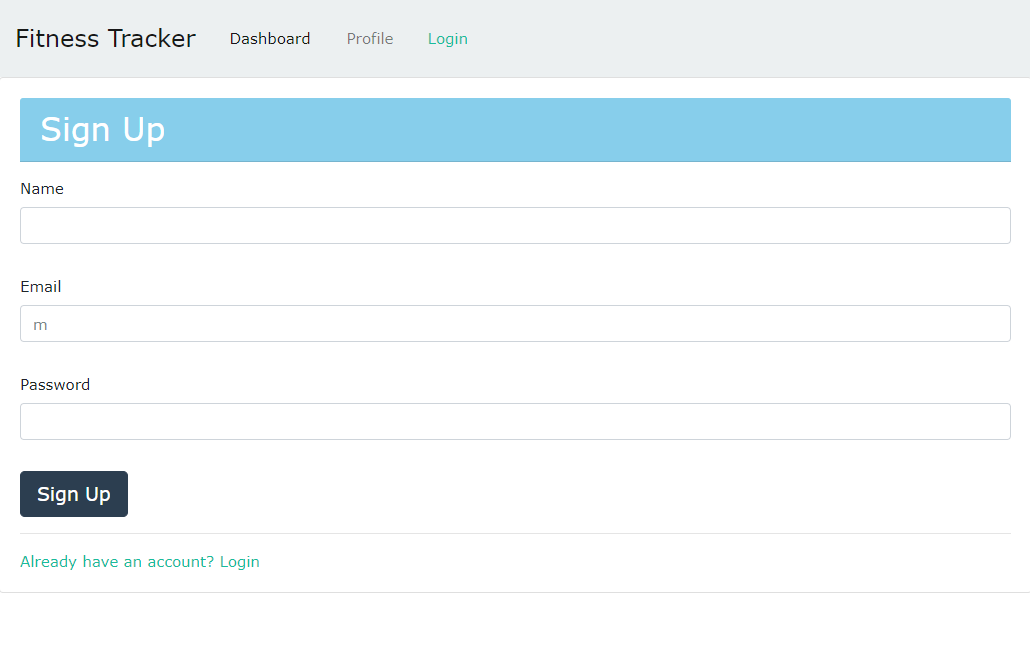 Fitness Tracker Dashboard Profile Login
Sign Up
Name
Email
m
Password
Sign Up
Already have an account? Login